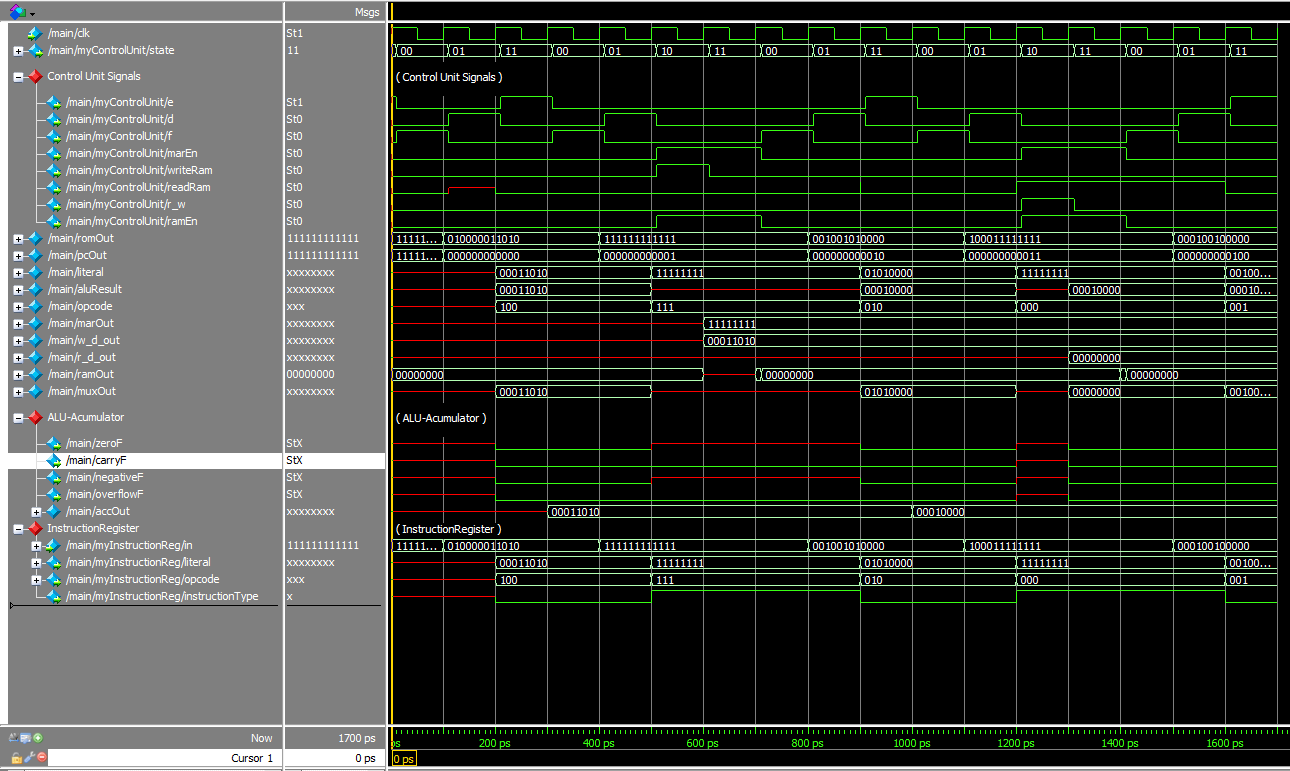 Msgs
/main/clk St1
/main/myControlUnit/state 11 00 01 11 00 01 10 11 00 01 11 00 01 10 11 00 01 11
Control Unit Signals ( Control Unit Signals )
/main/myControlUnit/e St1
/main/myControlUnit/d St0
/main/myControlUnit/f St0
/main/myControlUnit/marEn St0
/main/myControlUnit/writeRam St0
/main/myControlUnit/readRam St0
/main/myControlUnit/r_w St0
/main/myControlUnit/ramEn St0
/main/romOut 111111111111 11111... 010000011010 111111111111 001001010000 100011111111 000100100000
/main/pcOut 111111111111 11111... 000000000000 000000000001 000000000010 000000000011 000000000100
/main/literal xxxxxxxx 00011010 11111111 01010000 11111111 00100...
/main/aluResult xxxxxxxx 00011010 00010000 00010000 00010...
/main/opcode xxx 100 111 010 000 001
/main/marOut xxxxxxxx 11111111
/main/w_d_out xxxxxxxx 00011010
/main/r_d_out xxxxxxxx 00000000
/main/ramOut 00000000 00000000 00000000 00000000
/main/muxOut xxxxxxxx 00011010 01010000 00000000 00100...
ALU-Acumulator ( ALU-Acumulator )
/main/zeroF StX
/main/carryF StX
/main/negativeF StX
/main/overflowF StX
/main/accOut xxxxxxxx 00011010 00010000
InstructionRegister ( InstructionRegister )
/main/myInstructionReg/in 111111111111 11111... 010000011010 111111111111 001001010000 100011111111 000100100000
/main/myInstructionReg/literal xxxxxxxx 00011010 11111111 01010000 11111111 00100...
/main/myInstructionReg/opcode xxx 100 111 010 000 001
/main/myInstructionReg/instructionType x
Now 1700 ps ps 200 ps 400 ps 600 ps 800 ps 1000 ps 1200 ps 1400 ps 1600 ps
Cursor 1 0 ps 0 ps